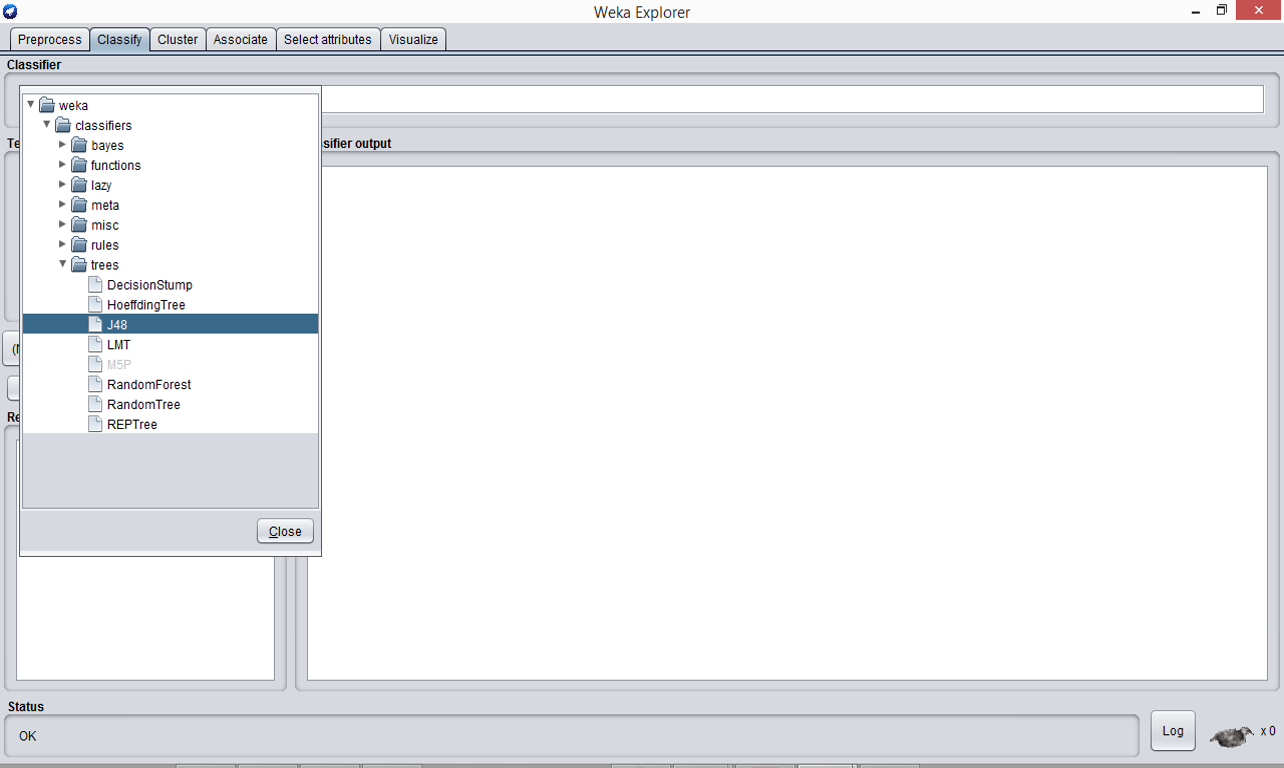 Weka Explorer
Preprocess Classify Cluster Associate Select attributes Visualize
Classifier
weka
classifiers
bayes
functions
lazy
meta
misc
rules
trees
DecisionStump
HoeffdingTree
J48
LMT
M5P
RandomForest
RandomTree
REPTree
Close
Te
(N
Re
sifier output
Status
OK
Log
x 0